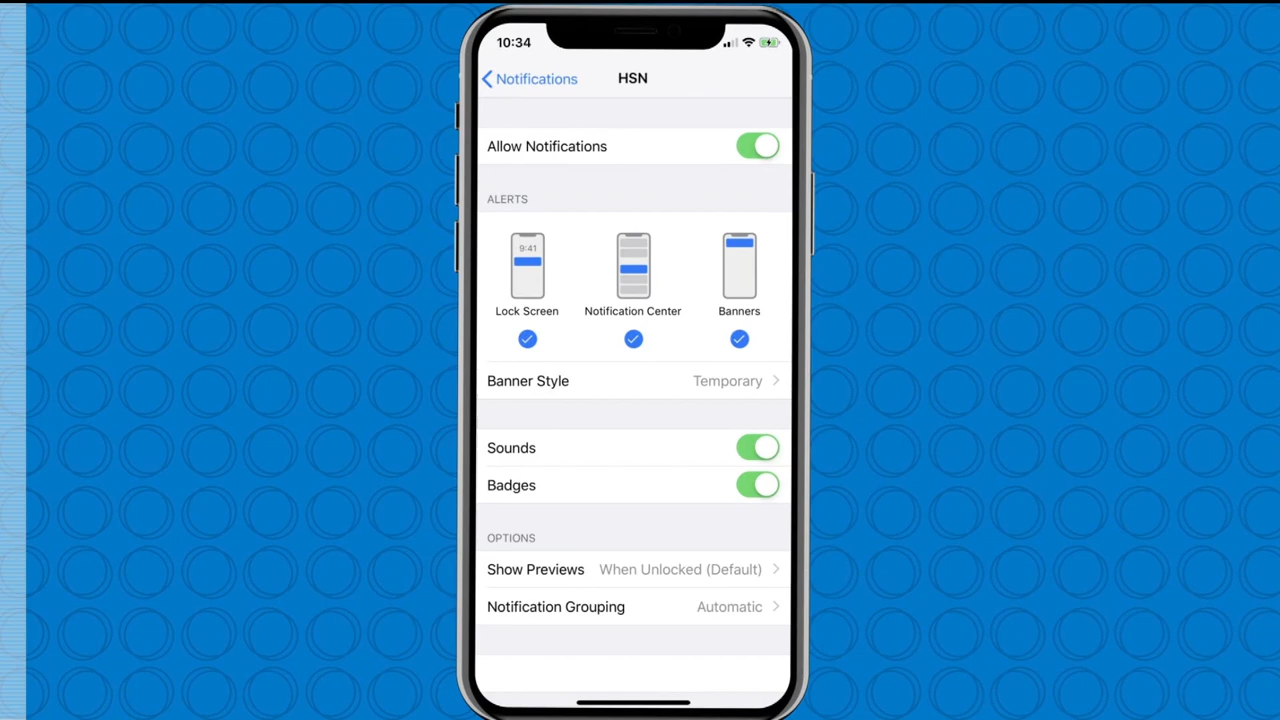 10:34
Notifications
HSN
Allow Notifications
ALERTS
9:41
Lock Screen
Notification Center
Banners
Banner Style
Temporary
Sounds
Badges
OPTIONS
Show Previews
When Unlocked (Default)
Notification Grouping
Automatic